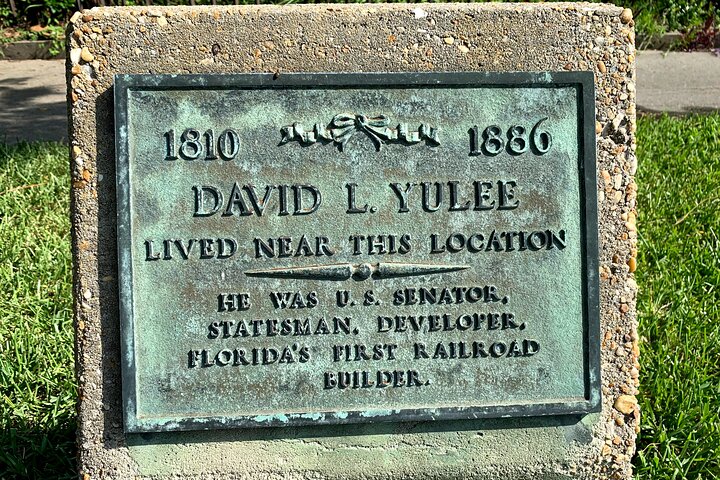 1810 1886
DAVID L. YULEE
LIVED NEAR THIS LOCATION
HE WAS U. S. SENATOR,
STATESMAN, DEVELOPER,
FLORIDA'S FIRST RAILROAD
BUILDER.